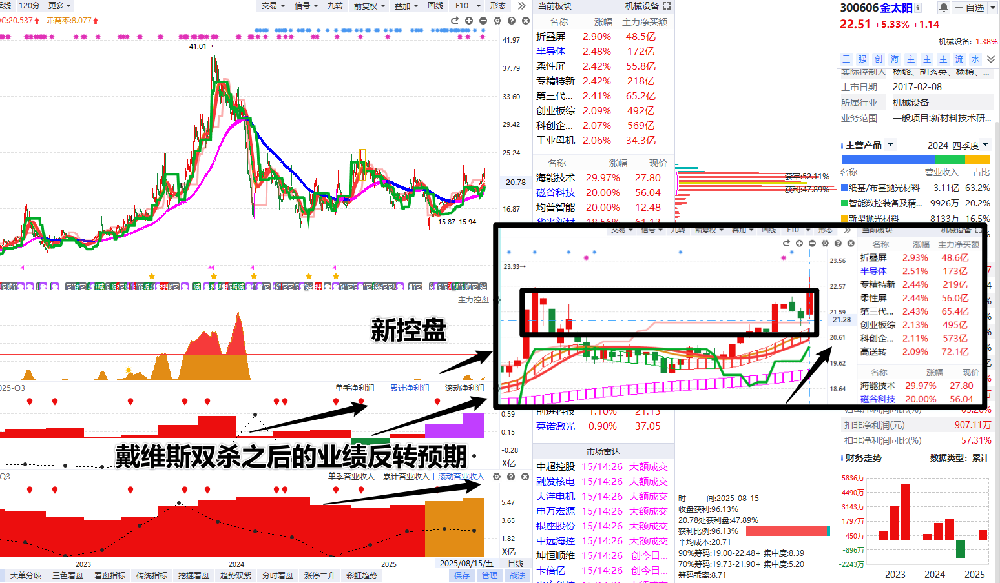 季线 120分 更多 交易 信号 九转 前复权 叠加 画线 F10 形态
C:20.537 乖离率:8.077
41.01
41.97
37.79
33.60
29.42
25.24
20.78
16.87
15.87-15.94
主力控盘
新控盘
2025-Q3 单季净利润 | 累计净利润 | 滚动净利润
0.59
0.15
-0.28
X亿
戴维斯双杀之后的业绩反转预期
Q3 单季营业收入 | 累计营业收入 | 滚动营业收入
5.47
3.65
1.82
X亿
2023 2024 2025 2025/08/15/五 日线
大单分歧 三色看盘 看盘指标 传统指标 挖掘看盘 趋势双紫 分时看盘 涨停二升 彩虹趋势 保存 管理 战法
当前板块 机械设备
名称 涨幅 主力净买额
折叠屏 2.90% 48.5亿
半导体 2.48% 172亿
柔性屏 2.42% 55.8亿
专精特新 2.42% 218亿
第三代... 2.41% 65.2亿
创业板综 2.09% 492亿
科创企... 2.07% 569亿
工业母机 2.06% 34.3亿
名称 涨幅 现价
海能技术 29.97% 27.80
磁谷科技 20.00% 56.04
均普智能 20.00% 12.48
华光新材 18.56% 61.13
前进科技 1.10% 21.13
英诺激光 0.90% 37.05
市场雷达
中超控股 15/14:26 大额成交
融发核电 15/14:26 大额成交
大洋电机 15/14:26 大额成交
申万宏源 15/14:26 大额成交
银座股份 15/14:26 大额成交
中远海控 15/14:26 大额成交
坤恒顺维 15/14:26 创今日...
卡倍亿 15/14:26 创今日...
套牢:52.11%
获利:47.89%
交易 信号 九转 前复权 叠加 画线 F10 形态
23.33
23.56
22.57
21.59
21.28
20.61
19.62
18.64
当前板块 机械设备
名称 涨幅 主力净买额
折叠屏 2.93% 48.6亿
半导体 2.51% 173亿
专精特新 2.44% 219亿
柔性屏 2.44% 56.0亿
第三代... 2.43% 65.4亿
创业板综 2.13% 495亿
科创企... 2.11% 573亿
高送转 2.09% 72.1亿
名称 涨幅 现价
海能技术 29.97% 27.80
磁谷科技 20.00% 56.04
时 间:2025-08-15
收盘获利:96.13%
20.78处获利盘:47.89%
获利比例:96.13%
平均成本:20.71
90%筹码:19.00-22.48+ 集中度:8.39
70%筹码:19.73-21.90+ 集中度:5.20
筹码乖离:8.71
300606 金太阳 自选
22.51 +5.33% +1.14
机械设备: 1.38%
三 强 创 海 主 主 主 流 水
实际控制人 杨璐、胡秀英、杨稹、...
上市日期 2017-02-08
所属行业 机械设备
业务范围 一般项目:新材料技术研...
主营产品 2024-四季度
名称 营业收入 占比
纸基/布基抛光材料 3.11亿 63.2%
智能数控装备及精... 9926万 20.2%
新型抛光材料 8133万 16.5%
归母净利润同比(%) 63.26%
扣非净利润(元) 907.11万
扣非净利润同比(%) 57.31%
财务走势 数据类型: 累计
5836万
4490万
3143万
1797万
450万
-896万
-2243万
2023 2024 2025